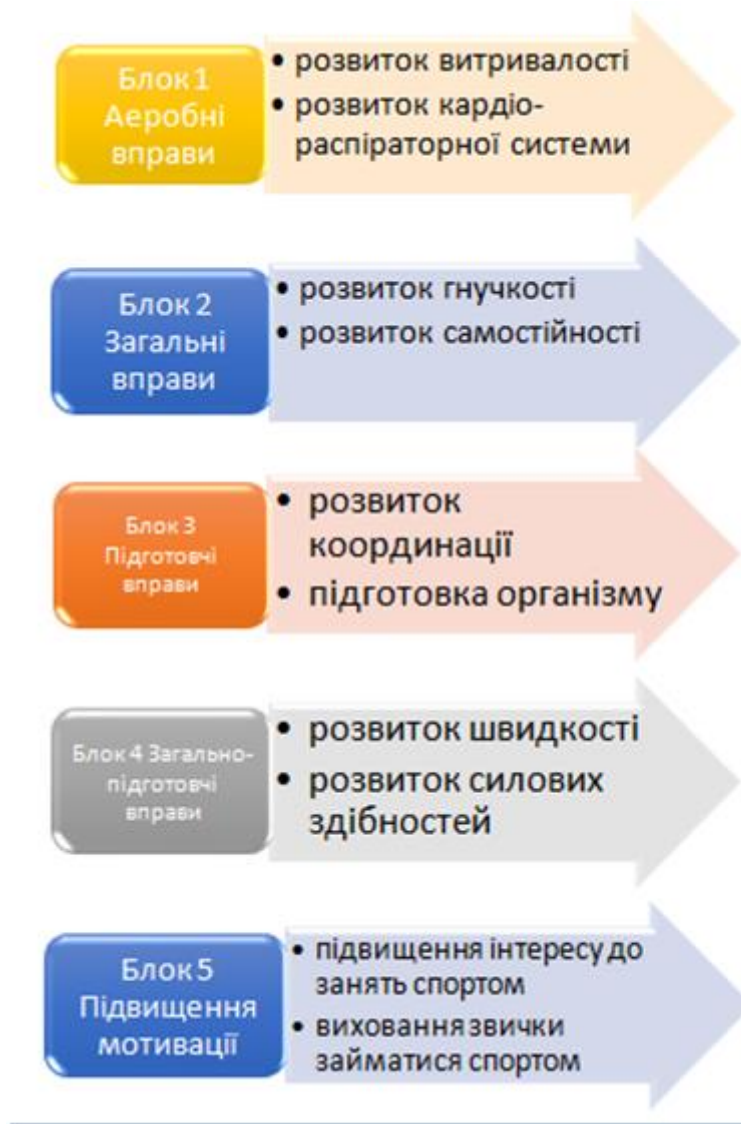 Блок 1
Аеробні
вправи
• розвиток витривалості
• розвиток кардіо-
распіраторної системи
Блок 2
Загальні
вправи
• розвиток гнучкості
• розвиток самостійності
Блок 3
Підготовчі
вправи
• розвиток
координації
• підготовка організму
Блок 4 Загально-
підготовчі
вправи
• розвиток швидкості
• розвиток силових
здібностей
Блок 5
Підвищення
мотивації
• підвищення інтересу до
занять спортом
• виховання звички
займатися спортом